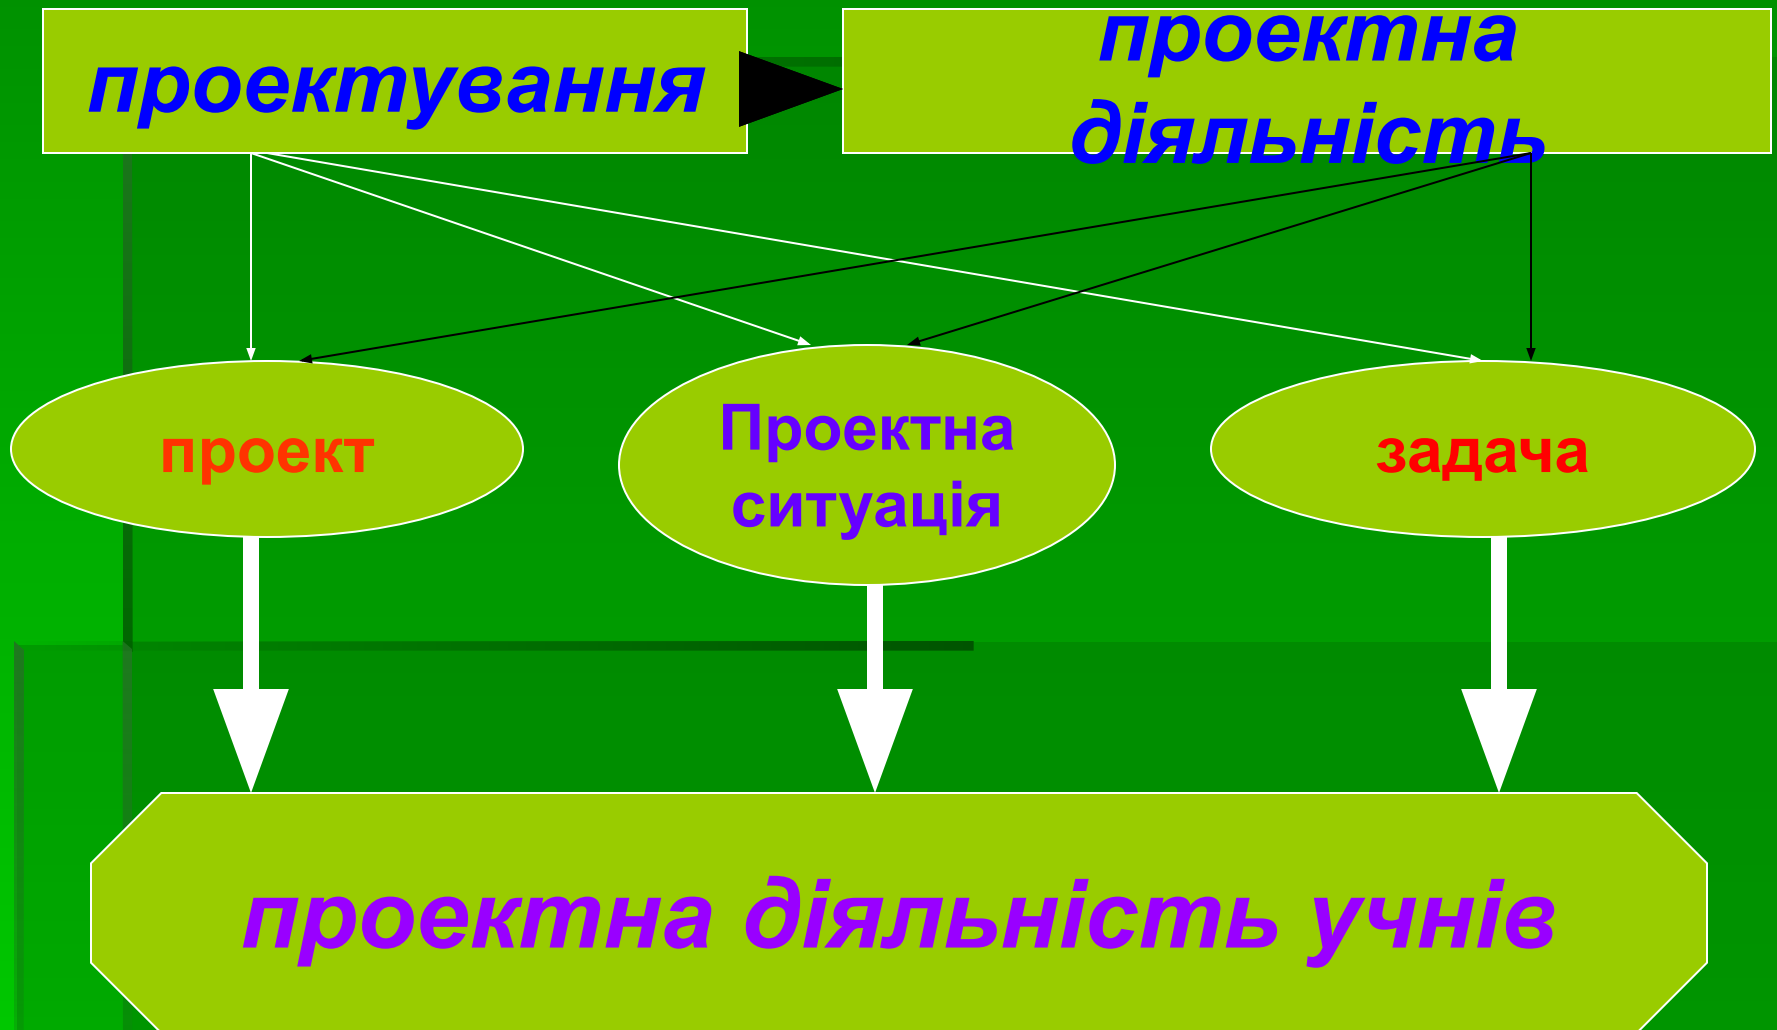 проектування
проектна
діяльність
проект
Проектна
ситуація
задача
проектна діяльність учнів